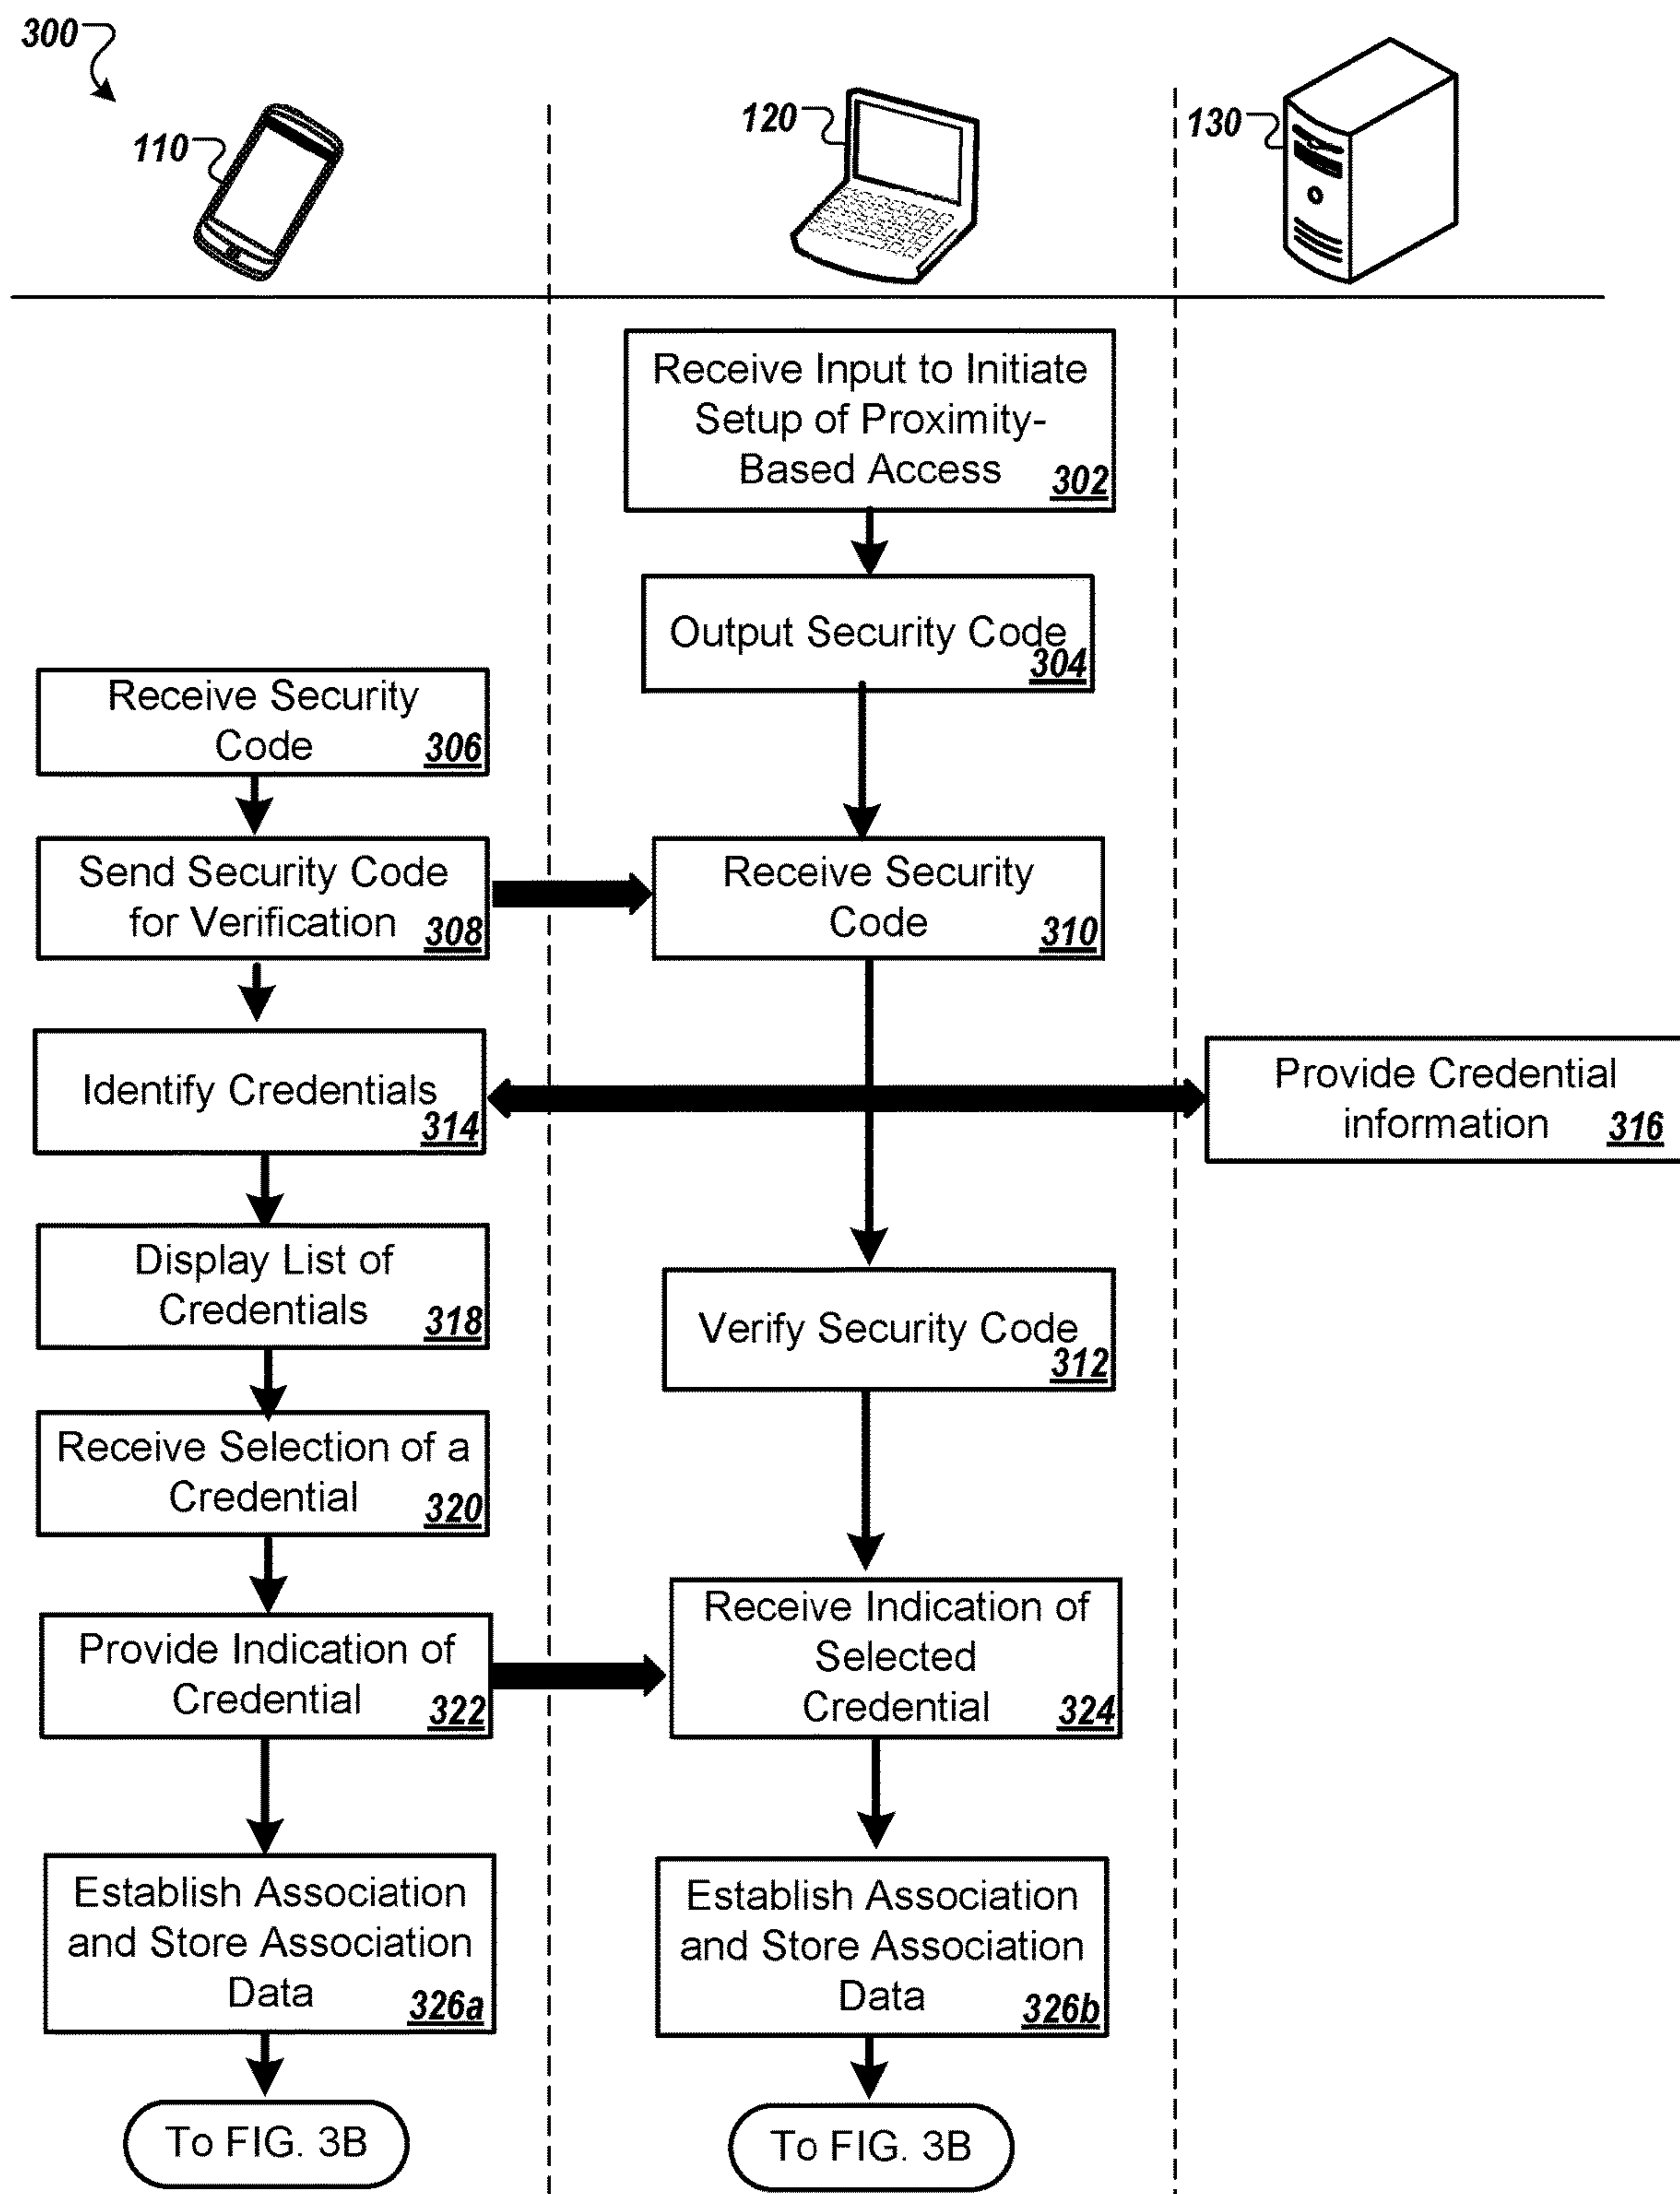 300
110
120
130
Receive Input to Initiate
Setup of Proximity-
Based Access 302
Output Security Code
304
Receive Security
Code 306
Send Security Code
for Verification 308
Receive Security
Code 310
Identify Credentials
314
Provide Credential
information 316
Display List of
Credentials 318
Verify Security Code
312
Receive Selection of a
Credential 320
Provide Indication of
Credential 322
Receive Indication of
Selected
Credential 324
Establish Association
and Store Association
Data 326a
Establish Association
and Store Association
Data 326b
To FIG. 3B
To FIG. 3B